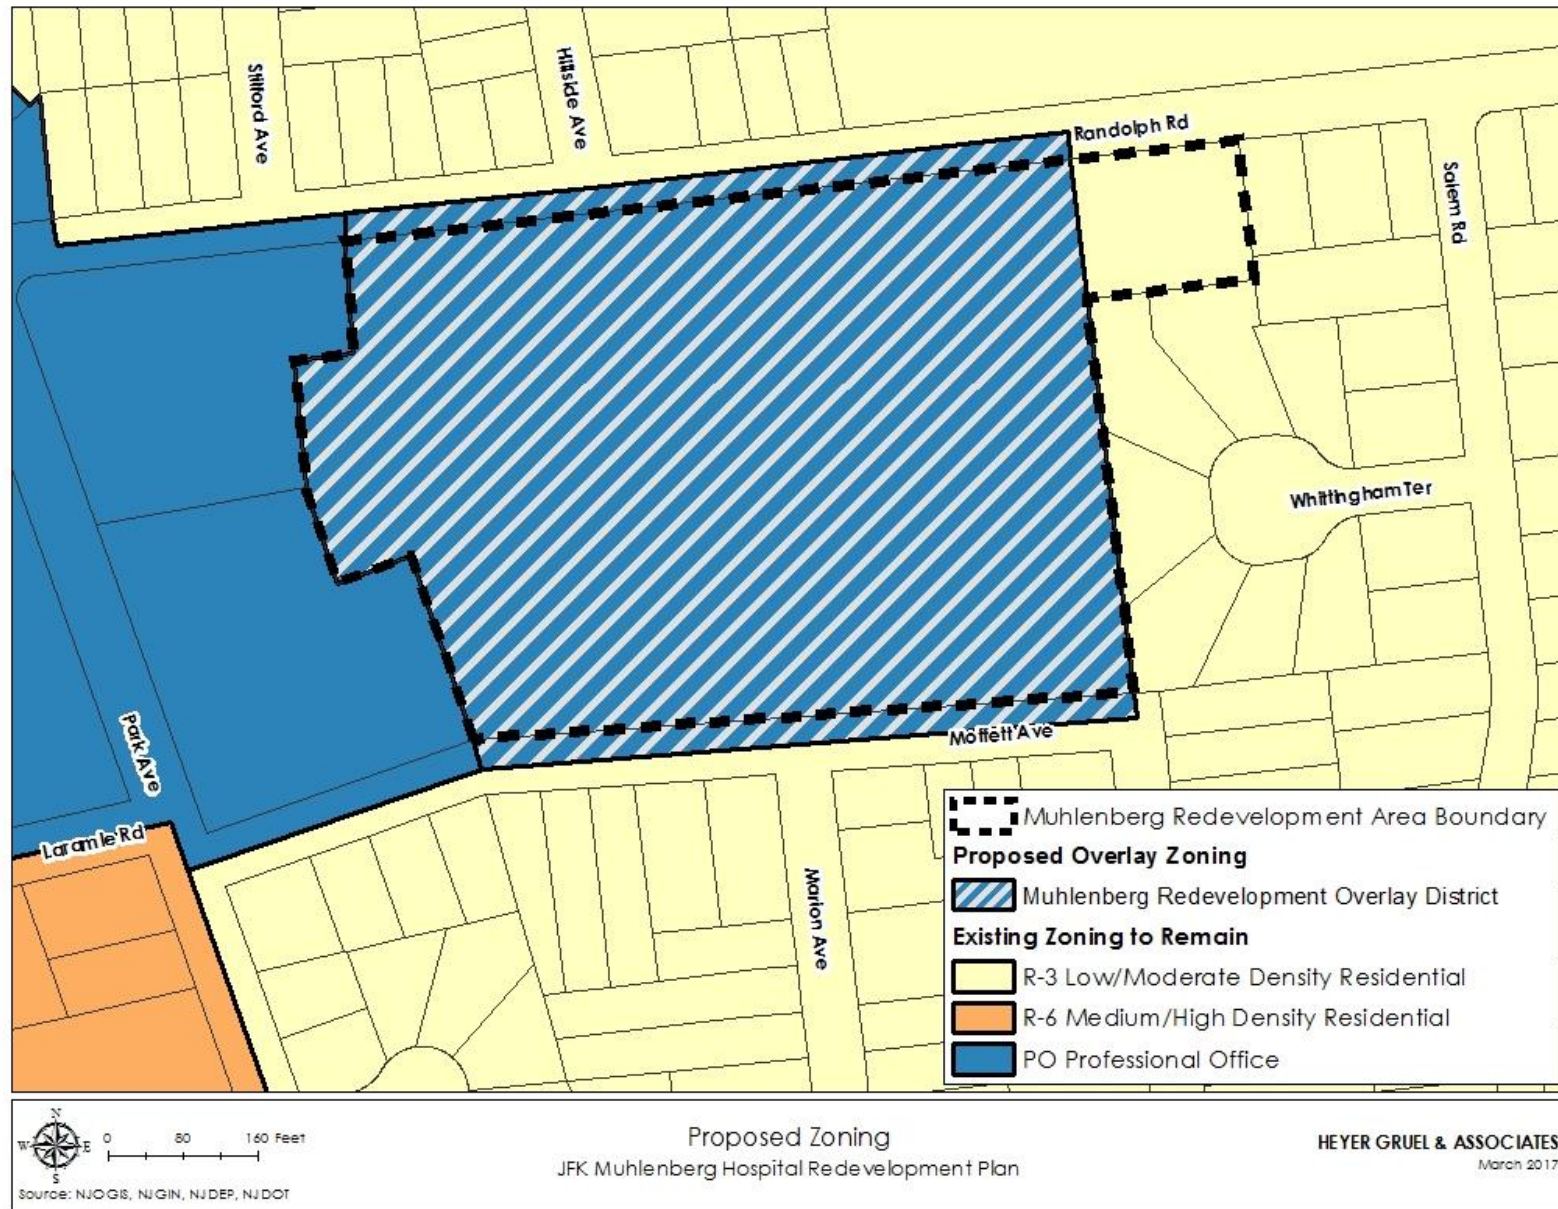 Stilford Ave
Hillside Ave
Randolph Rd
Salem Rd
Whittingham Ter
Park Ave
Moffett Ave
Laramie Rd
Marion Ave
Muhlenberg Redevelopment Area Boundary
Proposed Overlay Zoning
Muhlenberg Redevelopment Overlay District
Existing Zoning to Remain
R-3 Low/Moderate Density Residential
R-6 Medium/High Density Residential
PO Professional Office
N
W
E
S
0 80 160 Feet
Source: NJOGIS, NJGIN, NJDEP, NJDOT
Proposed Zoning
JFK Muhlenberg Hospital Redevelopment Plan
HEYER GRUEL & ASSOCIATES
March 2017